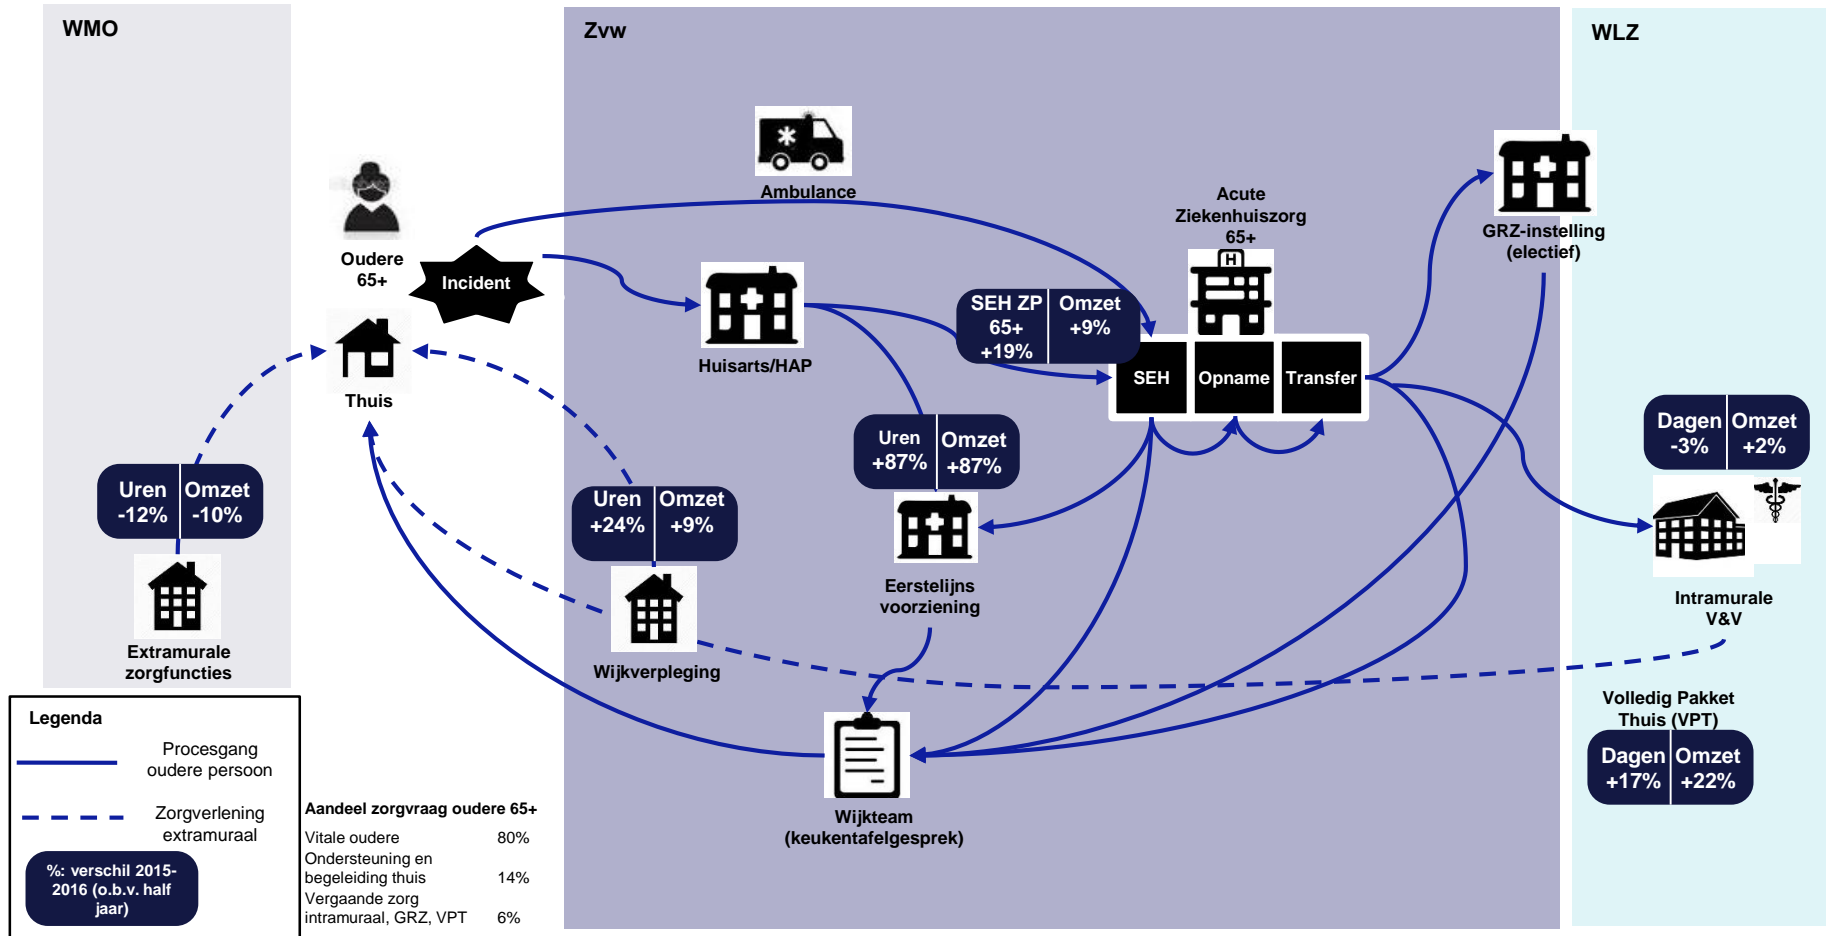 WMO
Zvw
WLZ
Ambulance
Acute
Ziekenhuiszorg
65+
H
GRZ-instelling
(electief)
Oudere
65+
Incident
Huisarts/HAP
SEH ZP
65+
+19%
Omzet
+9%
SEH
Opname
Transfer
Thuis
Uren
-12%
Omzet
-10%
Uren
+24%
Omzet
+9%
Uren
+87%
Omzet
+87%
Dagen
-3%
Omzet
+2%
Extramurale
zorgfuncties
Wijkverpleging
Eerstelijns
voorziening
Intramurale
V&V
Volledig Pakket
Thuis (VPT)
Dagen
+17%
Omzet
+22%
Wijkteam
(keukentafelgesprek)
Legenda
Procesgang
oudere persoon
Zorgverlening
extramuraal
%: verschil 2015-
2016 (o.b.v. half
jaar)
Aandeel zorgvraag oudere 65+
Vitale oudere 80%
Ondersteuning en
begeleiding thuis 14%
Vergaande zorg
intramuraal, GRZ, VPT 6%